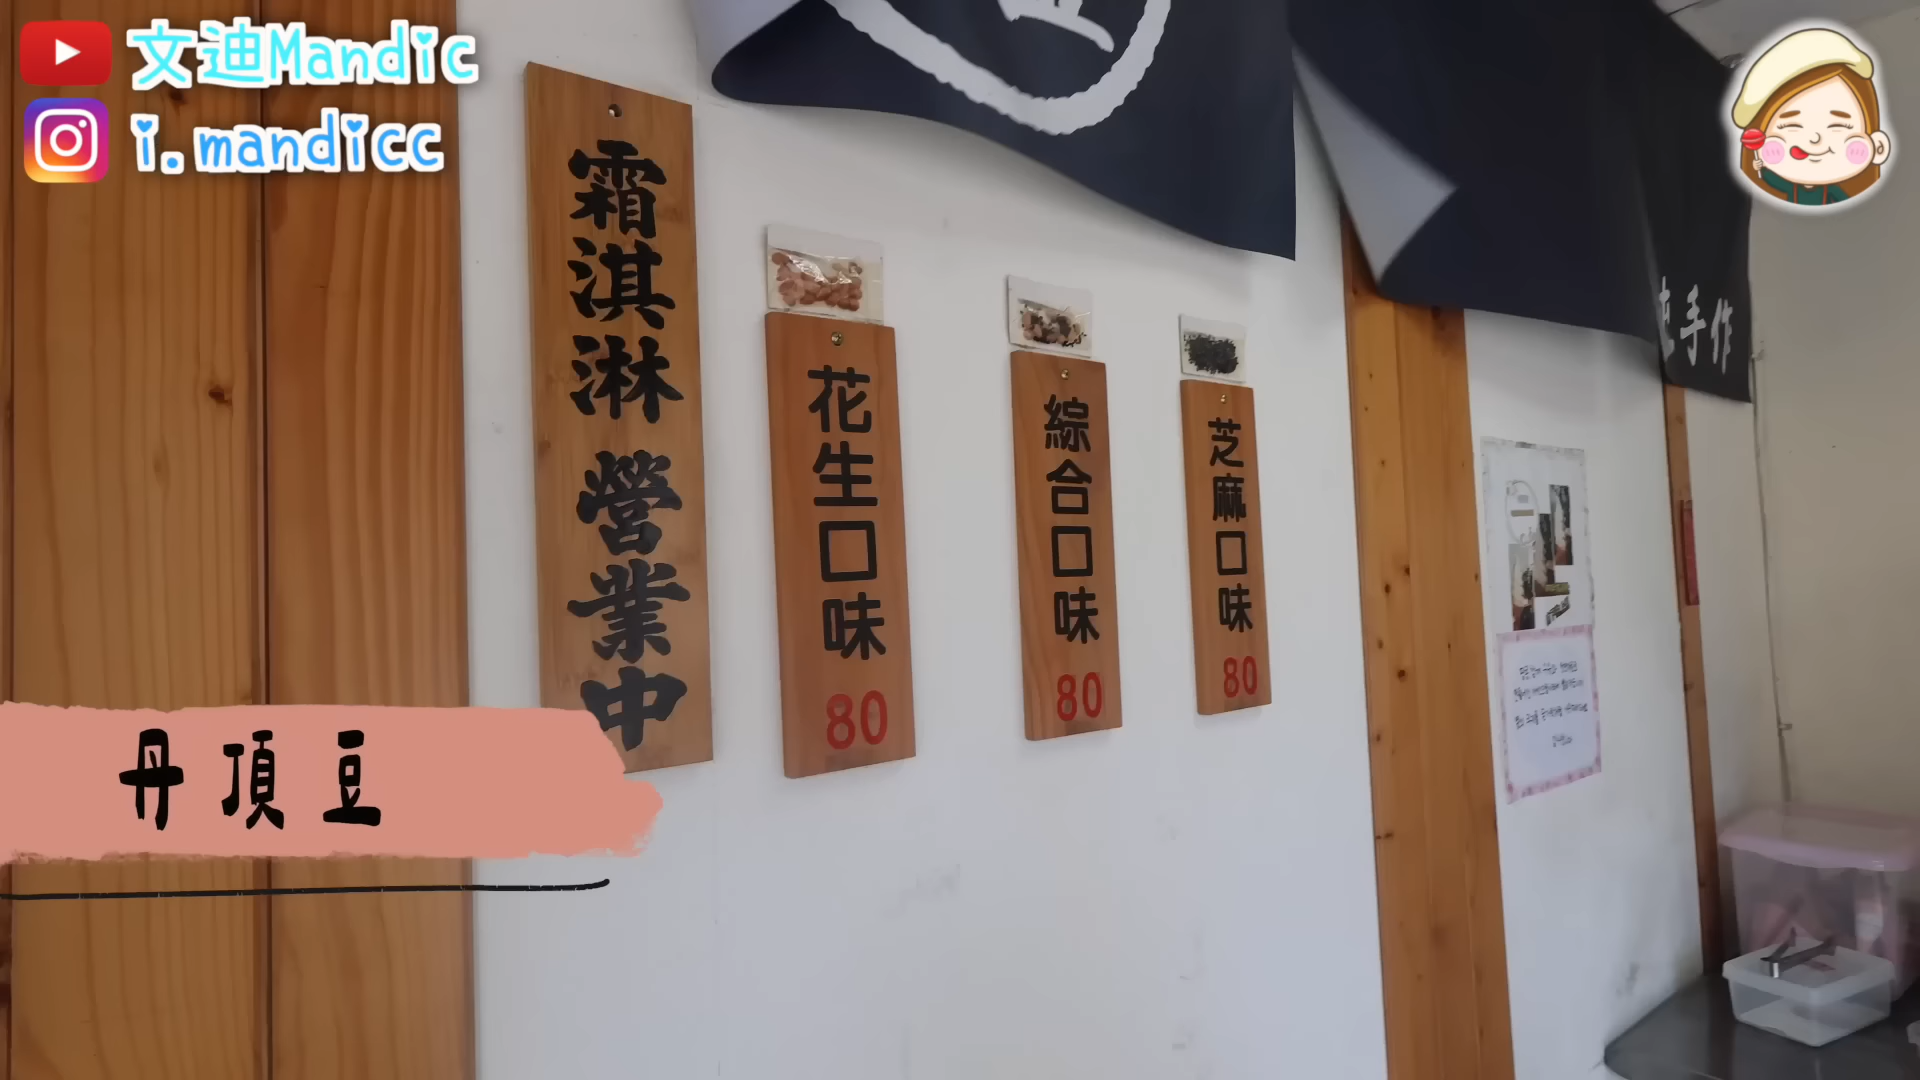 文迪Mandic
i.mandicc
霜淇淋 營業中
花生口味
80
綜合口味
80
芝麻口味
80
手作
丹頂豆